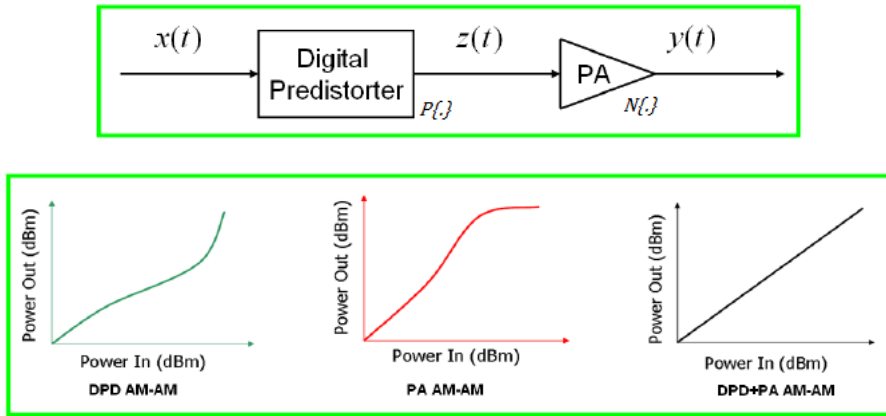 x(t)
Digital
Predistorter
P{.}
z(t)
PA
N{.}
y(t)
Power Out (dBm)
Power In (dBm)
DPD AM-AM
Power Out (dBm)
Power In (dBm)
PA AM-AM
Power Out (dBm)
Power In (dBm)
DPD+PA AM-AM